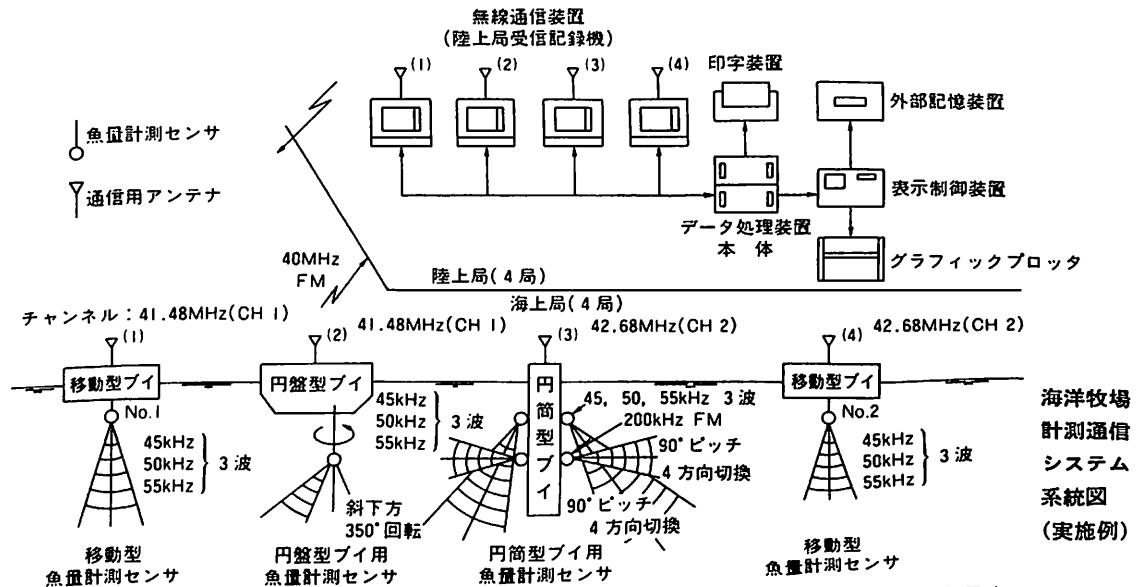 無線通信装置
(陸上局受信記録機)
(1)
(2)
(3)
(4)
印字装置
外部記憶装置
魚量計測センサ
通信用アンテナ
データ処理装置
本体
表示制御装置
グラフィックプロッタ
40MHz
FM
陸上局(4局)
海上局(4局)
チャンネル:41.48MHz(CH 1)
(1)
(2)
41.48MHz(CH 1)
(3)
42.68MHz(CH 2)
(4)
42.68MHz(CH 2)
移動型ブイ
円盤型ブイ
円筒型ブイ
移動型ブイ
No.1
45kHz
50kHz
55kHz
3波
45kHz
50kHz
55kHz
3波
45, 50, 55kHz 3波
200kHz FM
90°ピッチ
4方向切換
90°ピッチ
4方向切換
No.2
45kHz
50kHz
55kHz
3波
斜下方
350°回転
移動型
魚量計測センサ
円盤型ブイ用
魚量計測センサ
円筒型ブイ用
魚量計測センサ
移動型
魚量計測センサ
海洋牧場
計測通信
システム
系統図
(実施例)